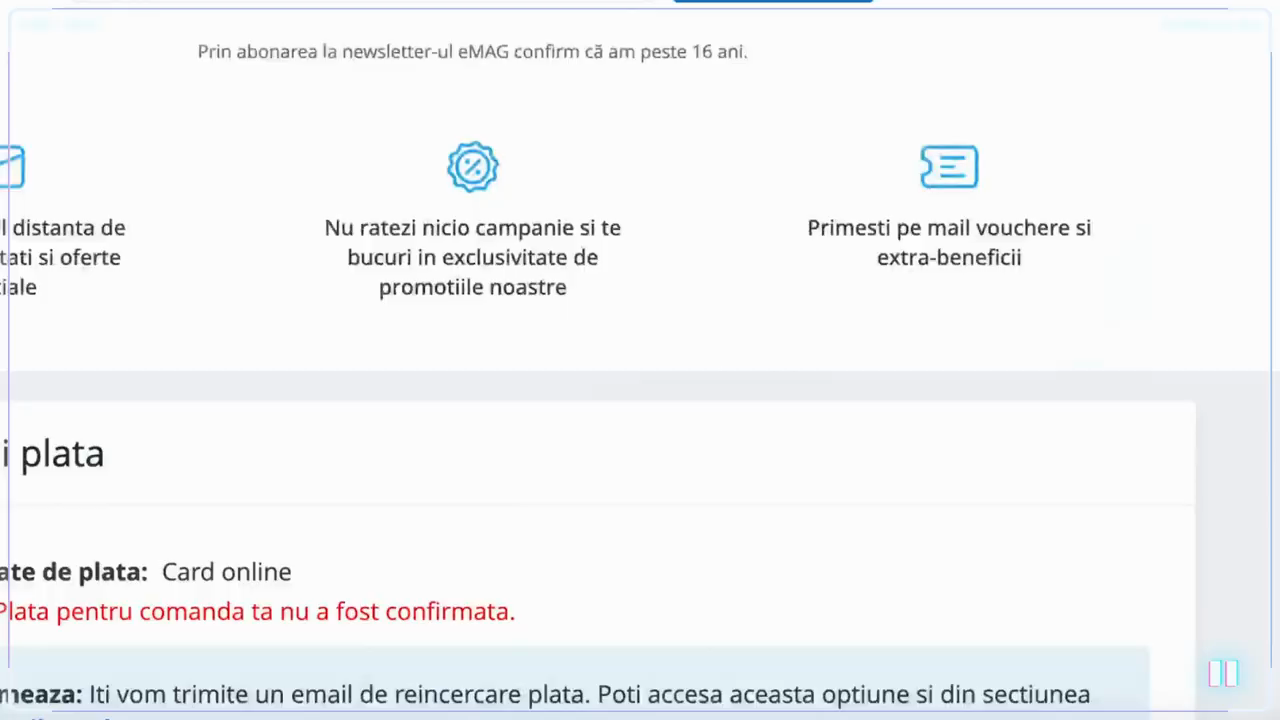 Prin abonarea la newsletter-ul eMAG confirm că am peste 16 ani.
distanta de
Nu ratezi nicio campanie si te
Primesti pe mail vouchere si
tati si oferte
bucuri in exclusivitate de
extra-beneficii
iale
promotiile noastre
i plata
ate de plata: Card online
Plata pentru comanda ta nu a fost confirmata.
meaza: Iti vom trimite un email de reincercare plata. Poti accesa aceasta optiune si din sectiunea